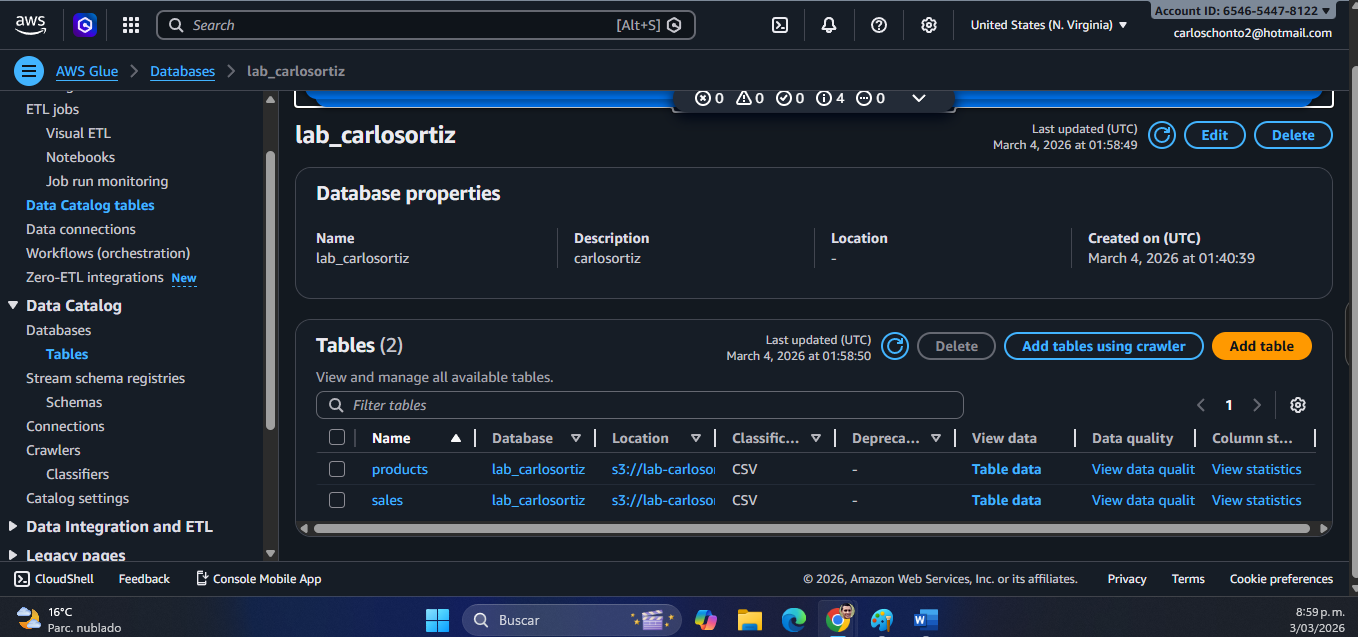 aws
Search
[Alt+S]
United States (N. Virginia)
Account ID: 6546-5447-8122
carloschonto2@hotmail.com
AWS Glue
Databases
lab_carlosortiz
ETL jobs
Visual ETL
Notebooks
Job run monitoring
Data Catalog tables
Data connections
Workflows (orchestration)
Zero-ETL integrations New
Data Catalog
Databases
Tables
Stream schema registries
Schemas
Connections
Crawlers
Classifiers
Catalog settings
Data Integration and ETL
Legacy pages
0 0 0 4 0
lab_carlosortiz
Last updated (UTC)
March 4, 2026 at 01:58:49
Edit
Delete
Database properties
Name
lab_carlosortiz
Description
carlosortiz
Location
-
Created on (UTC)
March 4, 2026 at 01:40:39
Tables (2)
Last updated (UTC)
March 4, 2026 at 01:58:50
Delete
Add tables using crawler
Add table
View and manage all available tables.
Filter tables
1
Name Database Location Classific... Depreca... View data Data quality Column st...
products lab_carlosortiz s3://lab-carlosor CSV - Table data View data qualit View statistics
sales lab_carlosortiz s3://lab-carlosor CSV - Table data View data qualit View statistics
CloudShell Feedback Console Mobile App
© 2026, Amazon Web Services, Inc. or its affiliates. Privacy Terms Cookie preferences
16°C
Parc. nublado
Buscar
8:59 p. m.
3/03/2026